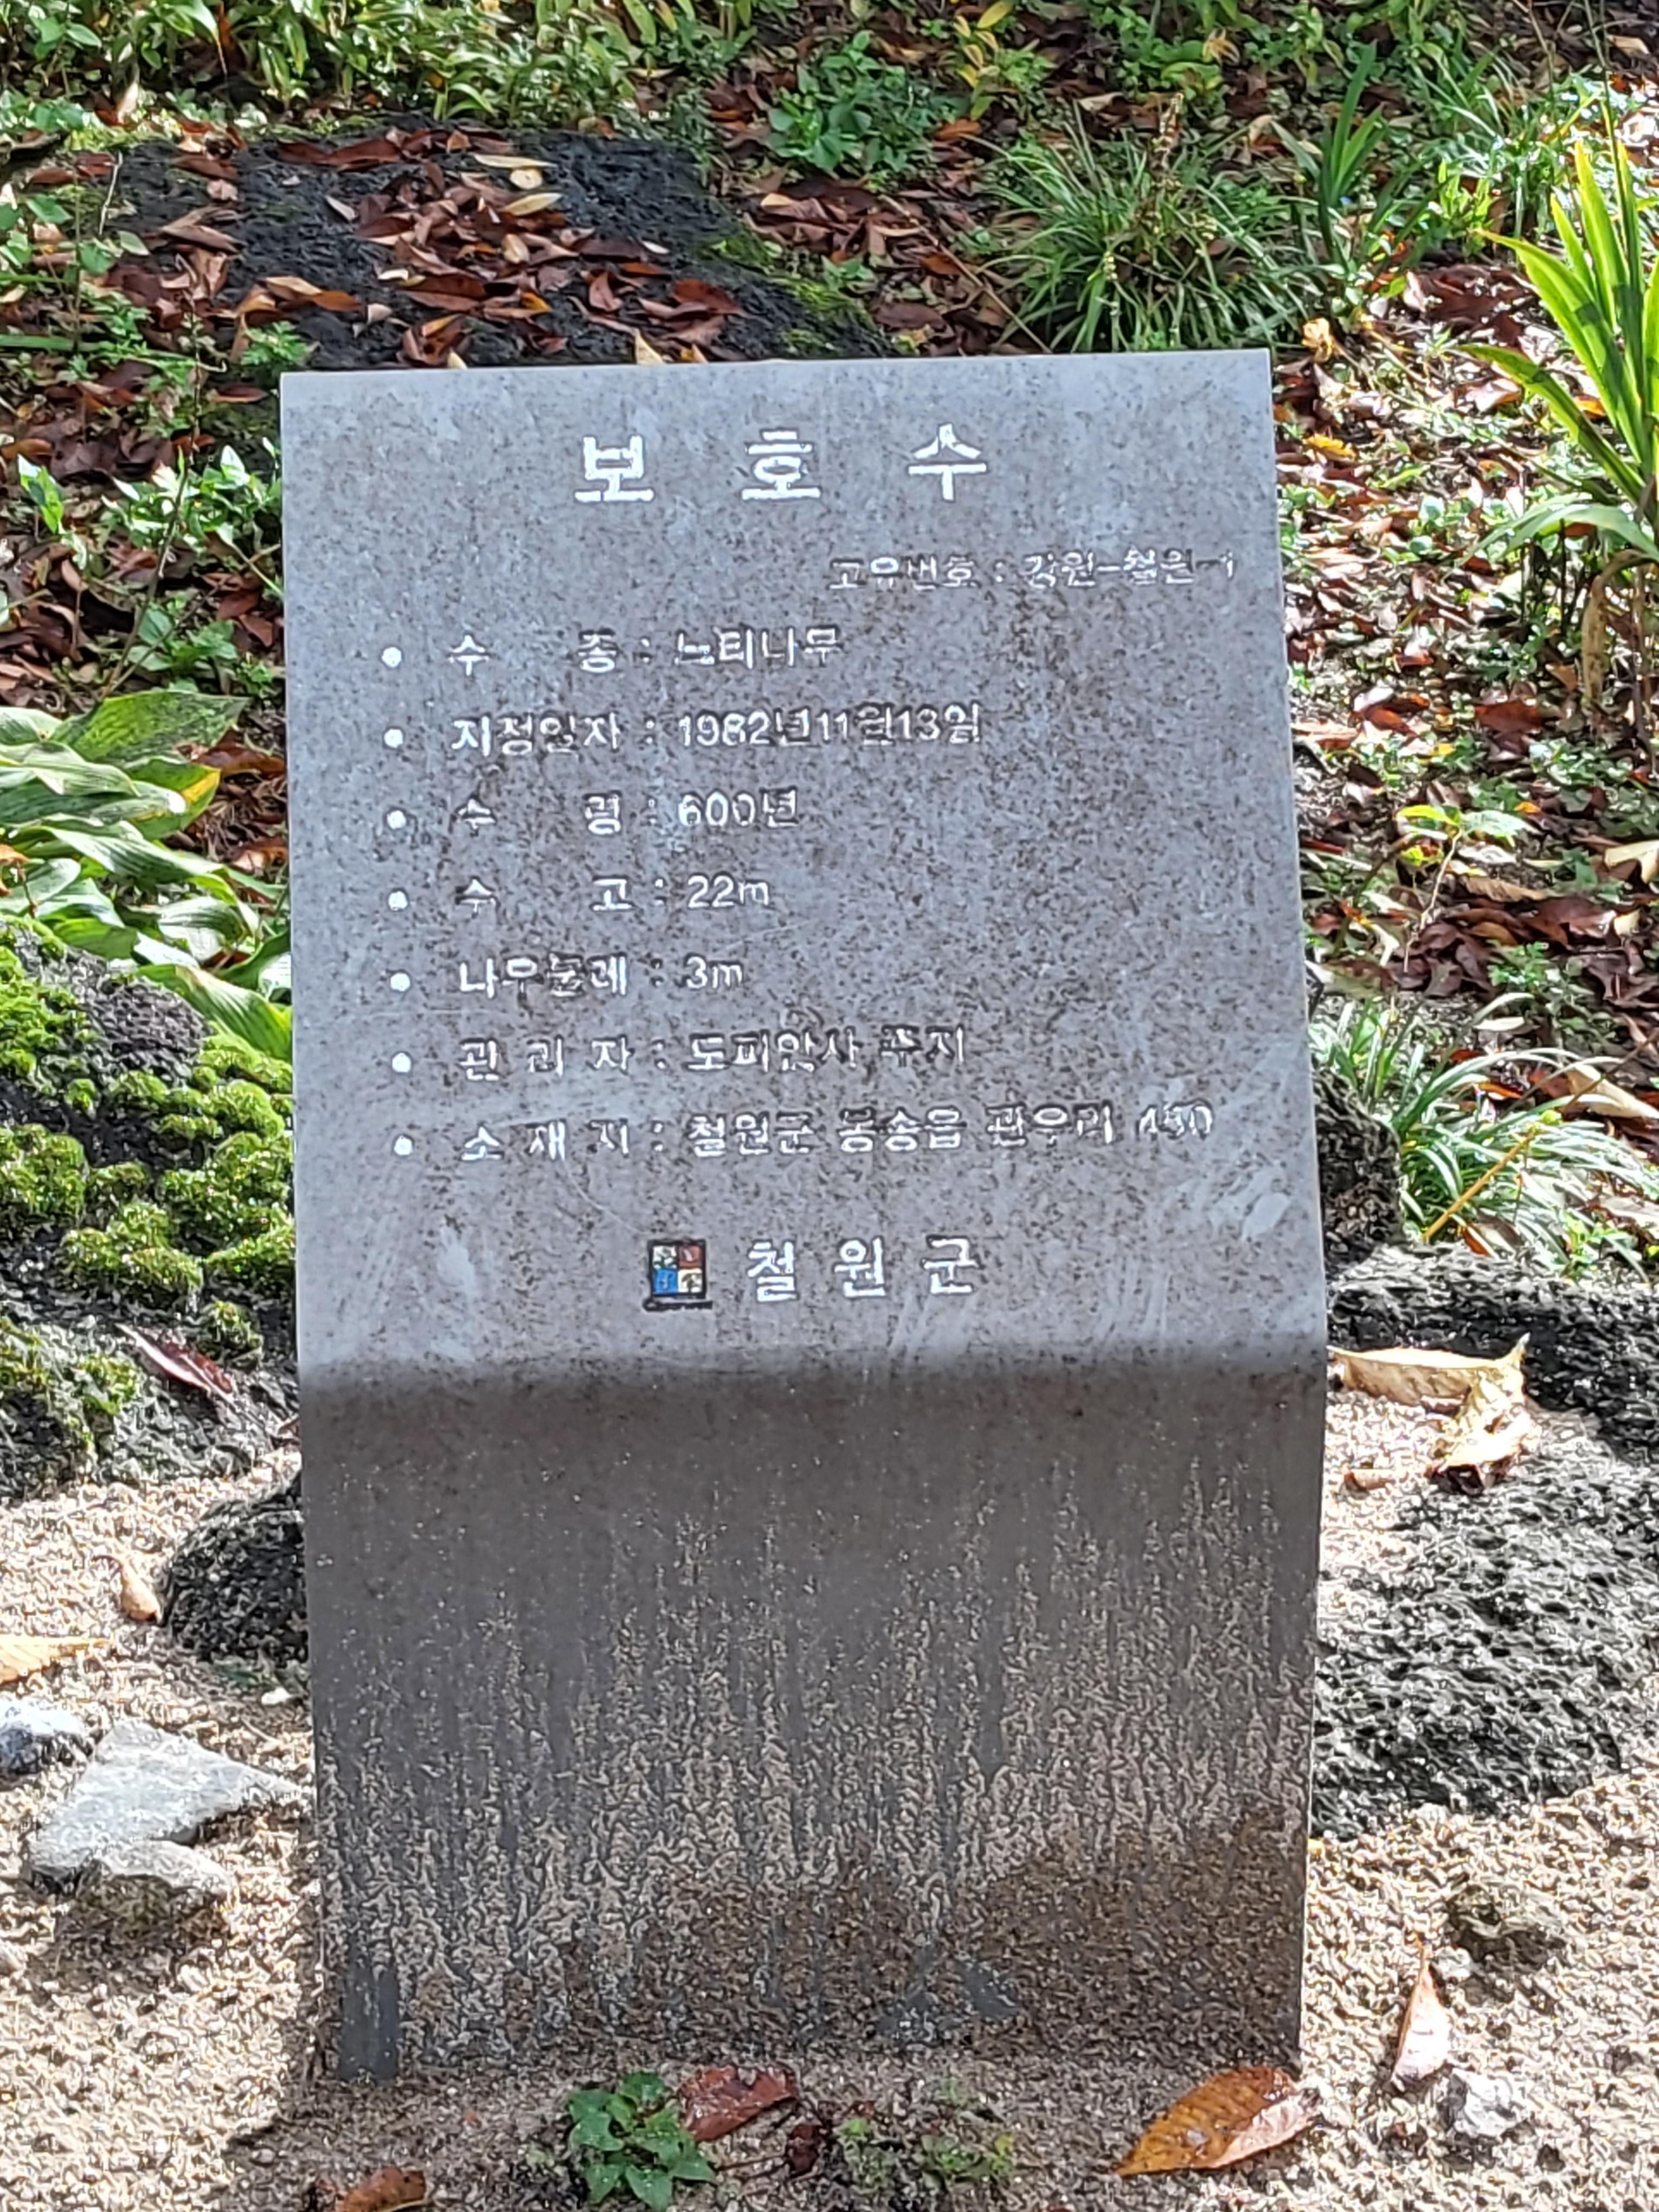 보호수
고유번호 : 강원-철원-1
• 수 종 : 느티나무
• 지정일자 : 1982년11월13일
• 수 령 : 600년
• 수 고 : 22m
• 나무둘레 : 3m
• 관 리 자 : 도피안사 주지
• 소 재 지 : 철원군 동송읍 관우리 450
철원군